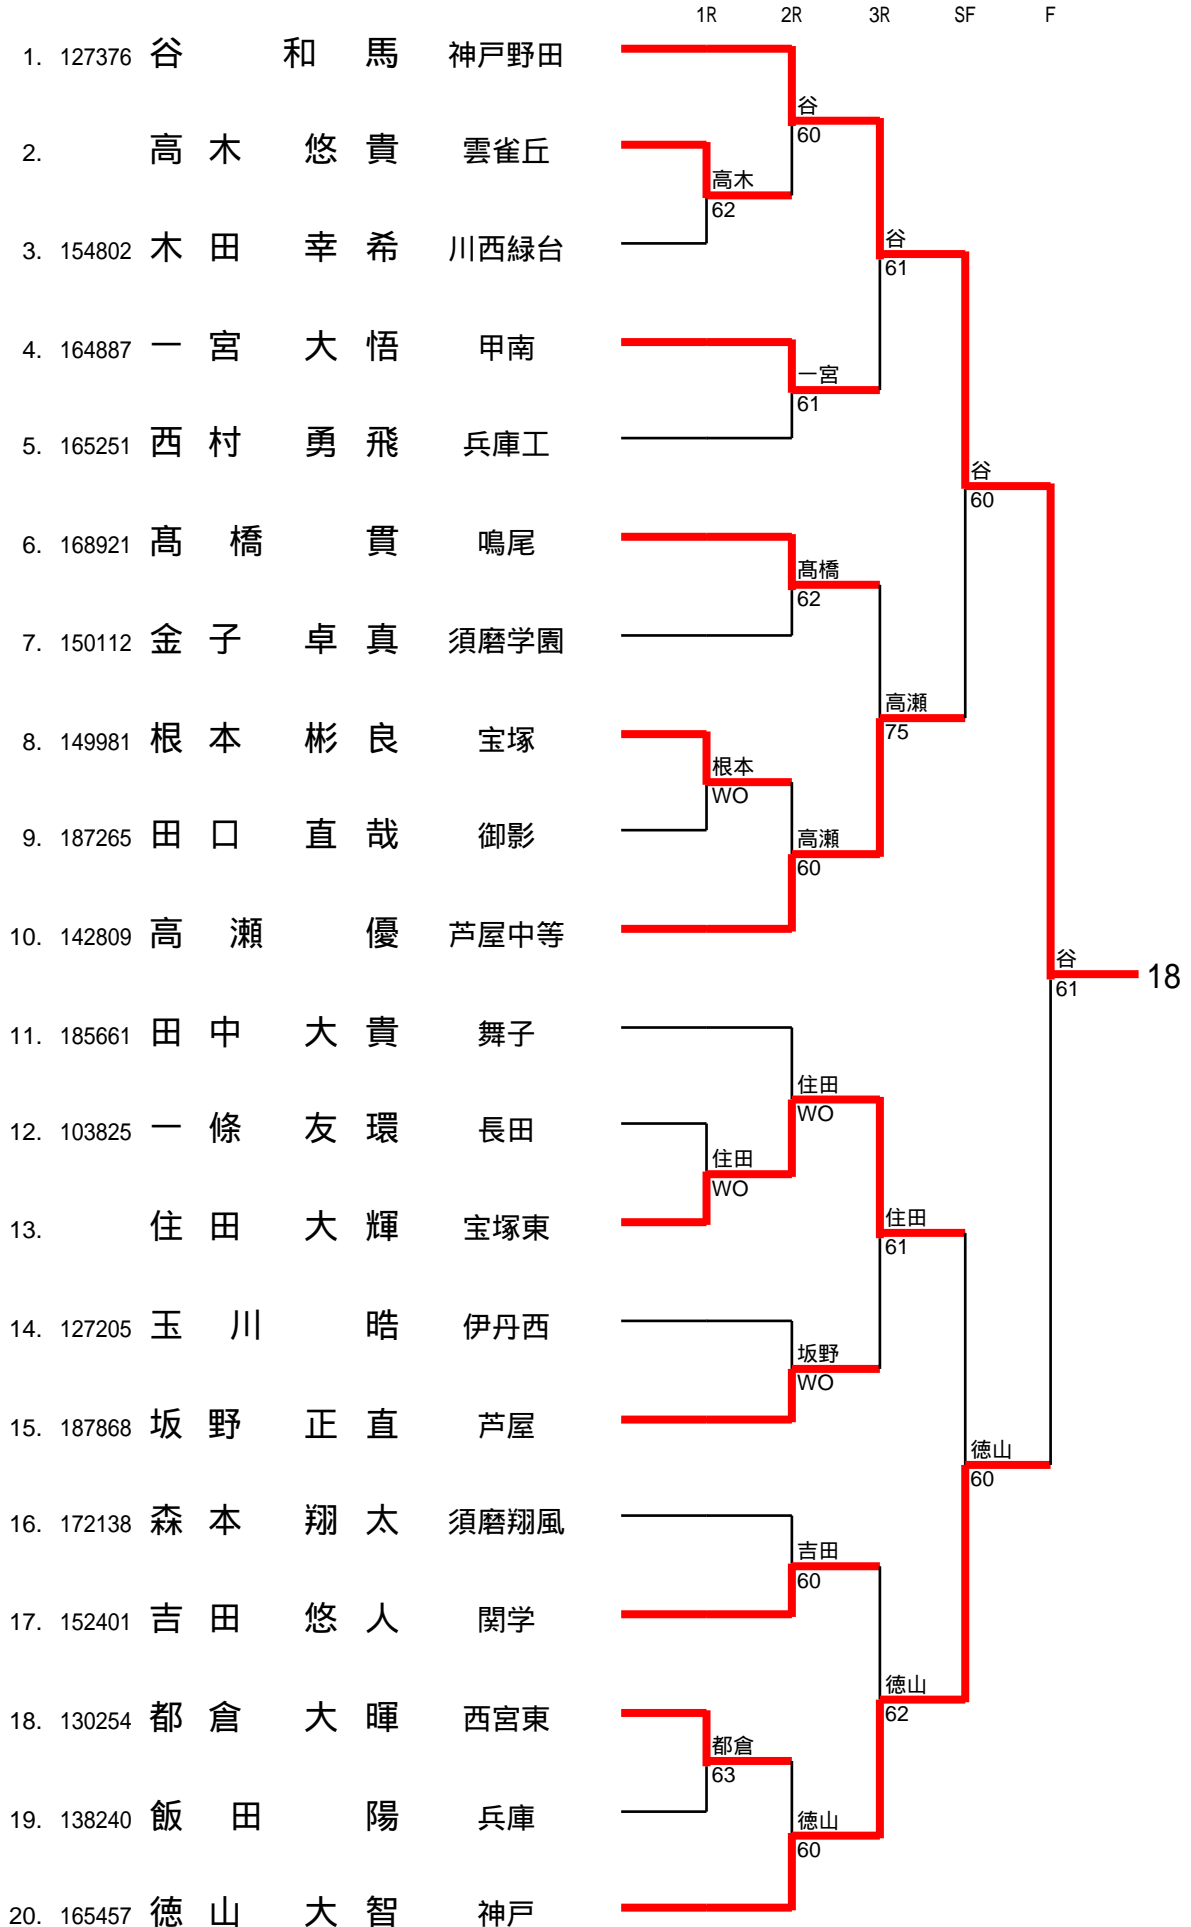 1R 2R 3R SF F
1. 127376 谷 和 馬 神戸野田
谷
60
2. 高 木 悠 貴 雲雀丘
高木
62
3. 154802 木 田 幸 希 川西緑台
谷
61
4. 164887 一 宮 大 悟 甲南
一宮
61
5. 165251 西 村 勇 飛 兵庫工
谷
60
6. 168921 髙 橋 貫 鳴尾
髙橋
62
7. 150112 金 子 卓 真 須磨学園
高瀬
75
8. 149981 根 本 彬 良 宝塚
根本
WO
9. 187265 田 口 直 哉 御影
高瀬
60
10. 142809 高 瀬 優 芦屋中等
谷
61
18
11. 185661 田 中 大 貴 舞子
住田
WO
12. 103825 一 條 友 環 長田
住田
WO
13. 住 田 大 輝 宝塚東
住田
61
14. 127205 玉 川 晧 伊丹西
坂野
WO
15. 187868 坂 野 正 直 芦屋
徳山
60
16. 172138 森 本 翔 太 須磨翔風
吉田
60
17. 152401 吉 田 悠 人 関学
徳山
62
18. 130254 都 倉 大 暉 西宮東
都倉
63
19. 138240 飯 田 陽 兵庫
徳山
60
20. 165457 徳 山 大 智 神戸